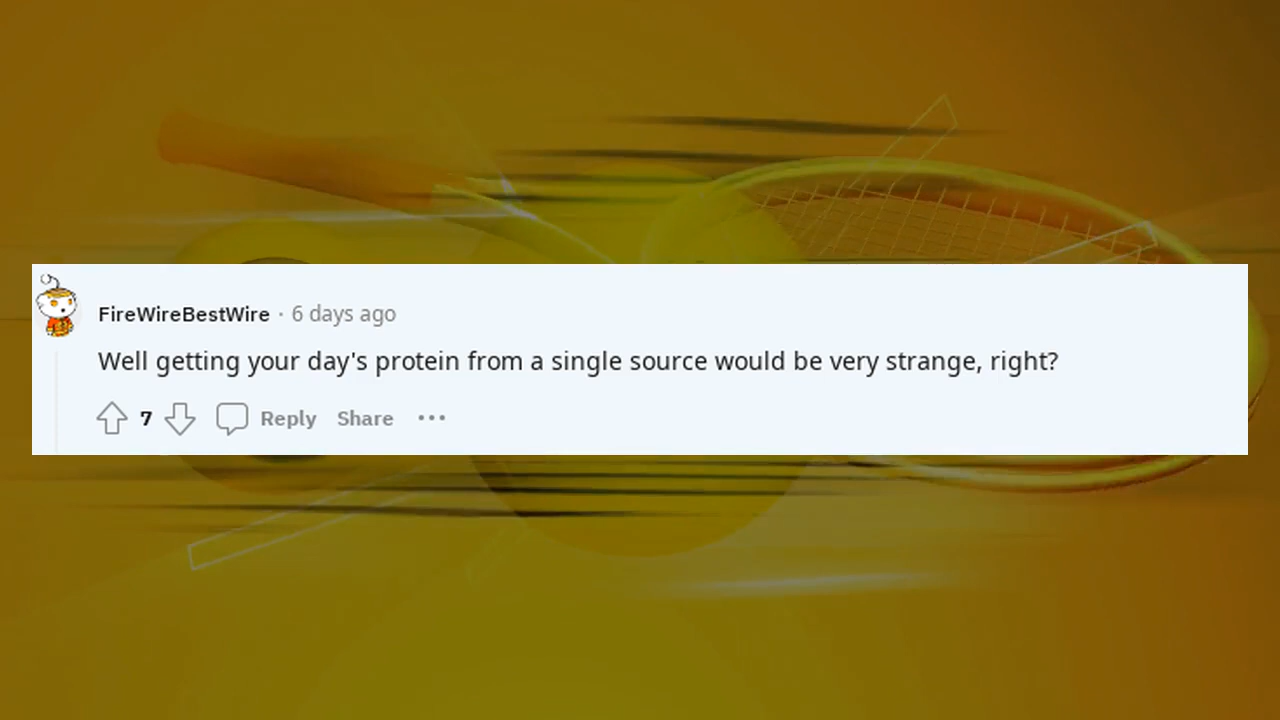 FireWireBestWire · 6 days ago
Well getting your day's protein from a single source would be very strange, right?
7 Reply Share ···